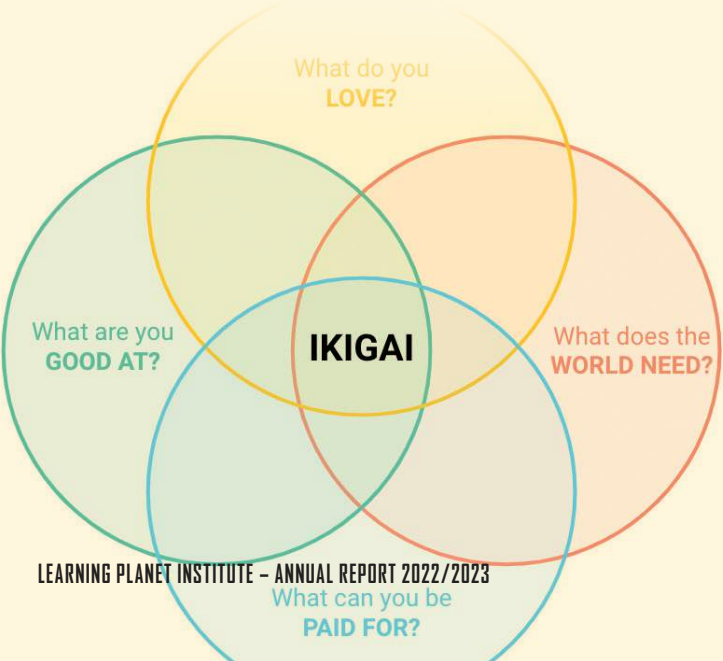 What do you
LOVE?
What are you
GOOD AT?
IKIGAI
What does the
WORLD NEED?
LEARNING PLANET INSTITUTE – ANNUAL REPORT 2022/2023
What can you be
PAID FOR?